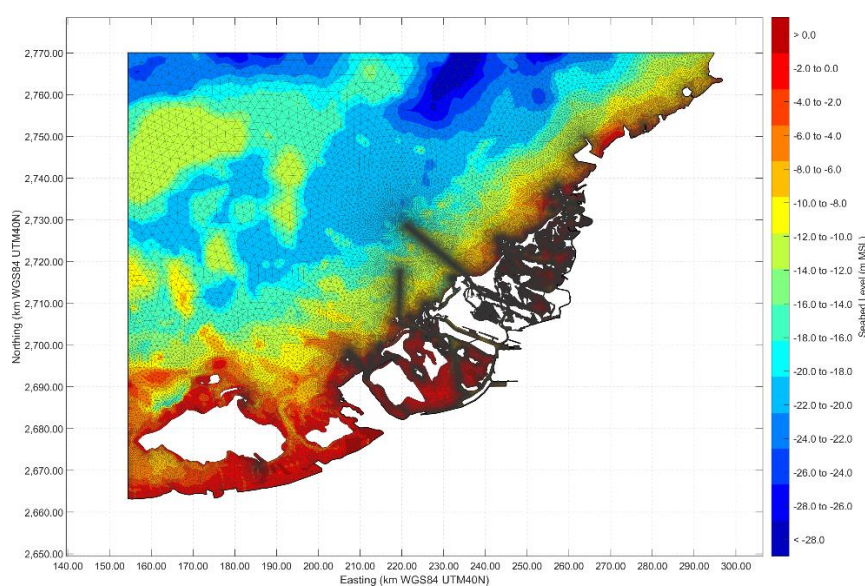 2,770.00
2,760.00
2,750.00
2,740.00
2,730.00
2,720.00
2,710.00
2,700.00
2,690.00
2,680.00
2,670.00
2,660.00
2,650.00
Northing (km WGS84 UTM40N)
140.00 150.00 160.00 170.00 180.00 190.00 200.00 210.00 220.00 230.00 240.00 250.00 260.00 270.00 280.00 290.00 300.00
Easting (km WGS84 UTM40N)
> 0.0
-2.0 to 0.0
-4.0 to -2.0
-6.0 to -4.0
-8.0 to -6.0
-10.0 to -8.0
-12.0 to -10.0
-14.0 to -12.0
-16.0 to -14.0
-18.0 to -16.0
-20.0 to -18.0
-22.0 to -20.0
-24.0 to -22.0
-26.0 to -24.0
-28.0 to -26.0
< -28.0
Seabed Level (m MSL)